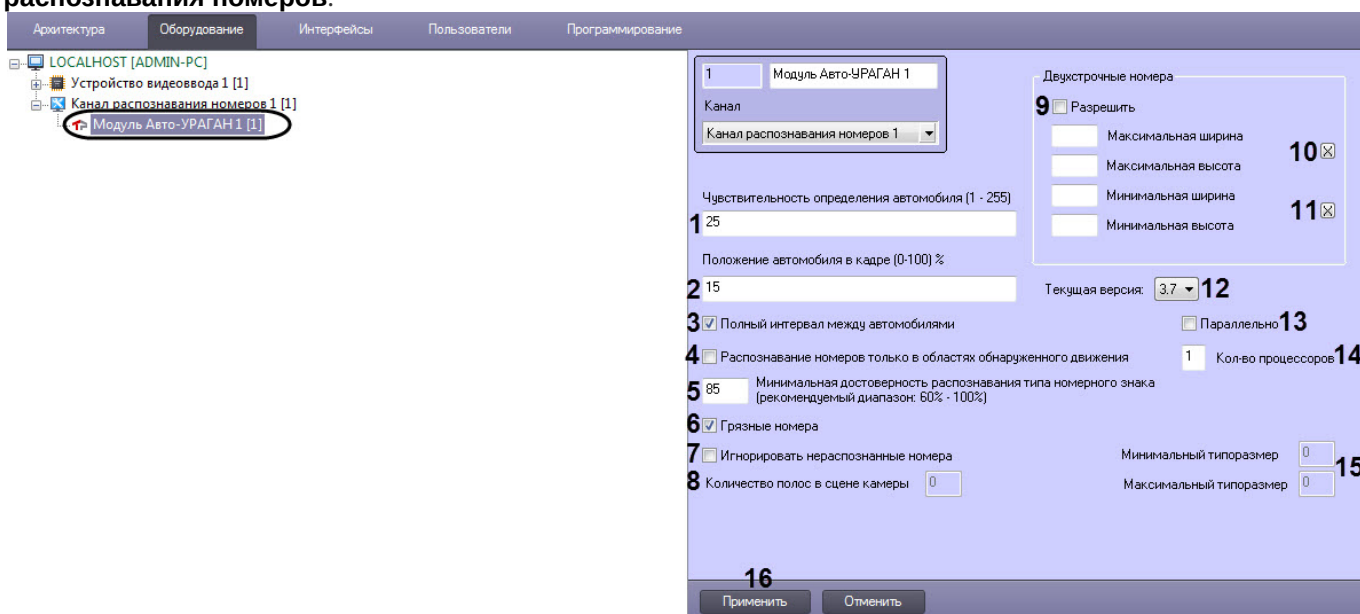 распознавания номеров.
Архитектура Оборудование Интерфейсы Пользователи Программирование
LOCALHOST [ADMIN-PC]
Устройство видеоввода 1 [1]
Канал распознавания номеров 1 [1]
Модуль Авто-УРАГАН 1 [1]
1 Модуль Авто-УРАГАН 1
Канал
Канал распознавания номеров 1
Двухстрочные номера
9 Разрешить
Максимальная ширина
10
Максимальная высота
Минимальная ширина
11
Минимальная высота
Чувствительность определения автомобиля (1 - 255)
1 25
Положение автомобиля в кадре (0-100) %
2 15
Текущая версия: 3.7 12
3 Полный интервал между автомобилями
Параллельно 13
4 Распознавание номеров только в областях обнаруженного движения
1 Кол-во процессоров 14
5 85 Минимальная достоверность распознавания типа номерного знака
(рекомендуемый диапазон: 60% - 100%)
6 Грязные номера
7 Игнорировать нераспознанные номера
Минимальный типоразмер 0
15
8 Количество полос в сцене камеры 0
Максимальный типоразмер 0
16
Применить Отменить